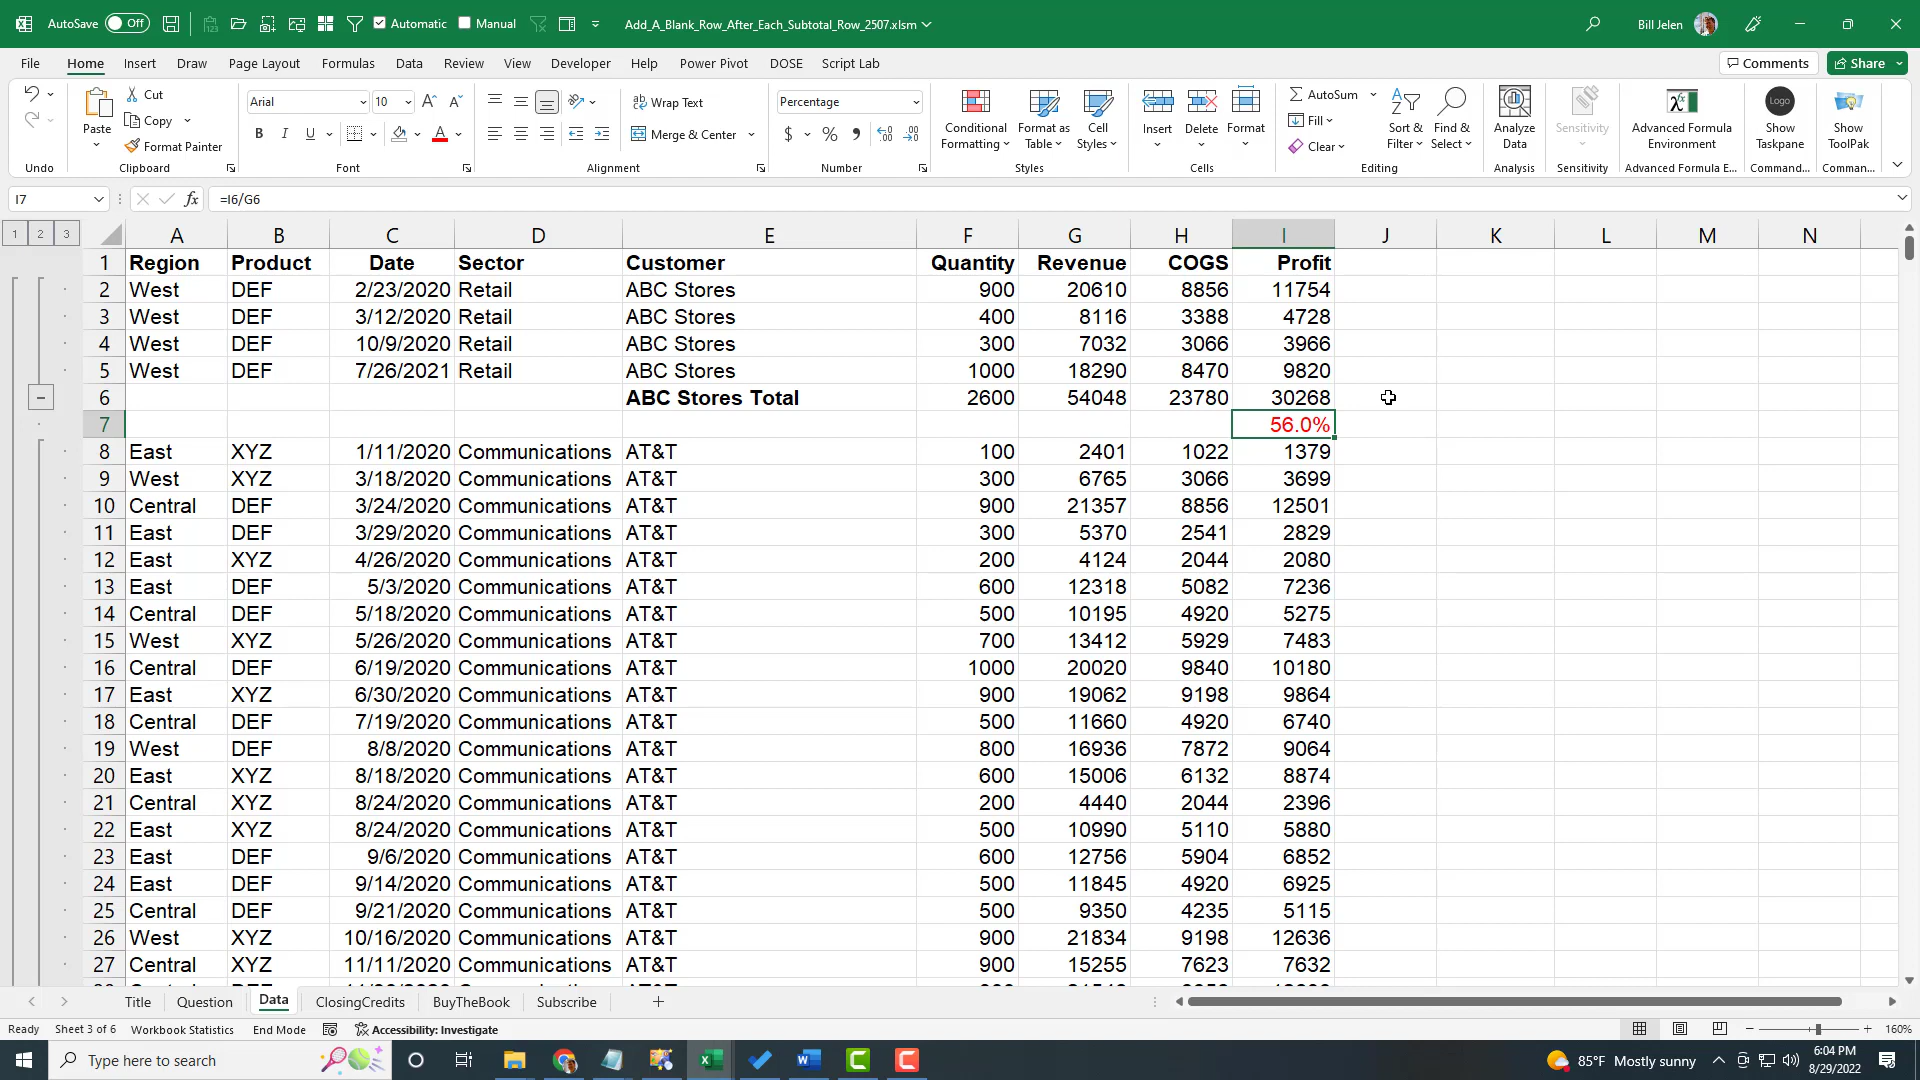 AutoSave Off Automatic Manual Add_A_Blank_Row_After_Each_Subtotal_Row_2507.xlsm Bill Jelen
File Home Insert Draw Page Layout Formulas Data Review View Developer Help Power Pivot DOSE Script Lab Comments Share
Undo
Paste Cut
Copy
Format Painter
Clipboard
Arial 10
B I U
Font
Wrap Text
Merge & Center
Alignment
Percentage
$ % 9
Number
Conditional Formatting
Format as Table
Cell Styles
Styles
Insert Delete Format
Cells
AutoSum
Fill
Clear
Sort & Filter
Find & Select
Editing
Analyze Data
Analysis
Sensitivity
Sensitivity
Advanced Formula Environment
Advanced Formula E...
Logo
Show Taskpane
Command...
Show ToolPak
Comman...
I7 fx =I6/G6
1 2 3 A B C D E F G H I J K L M N
1 Region Product Date Sector Customer Quantity Revenue COGS Profit
2 West DEF 2/23/2020 Retail ABC Stores 900 20610 8856 11754
3 West DEF 3/12/2020 Retail ABC Stores 400 8116 3388 4728
4 West DEF 10/9/2020 Retail ABC Stores 300 7032 3066 3966
5 West DEF 7/26/2021 Retail ABC Stores 1000 18290 8470 9820
6 ABC Stores Total 2600 54048 23780 30268
7 56.0%
8 East XYZ 1/11/2020 Communications AT&T 100 2401 1022 1379
9 West XYZ 3/18/2020 Communications AT&T 300 6765 3066 3699
10 Central DEF 3/24/2020 Communications AT&T 900 21357 8856 12501
11 East DEF 3/29/2020 Communications AT&T 300 5370 2541 2829
12 East XYZ 4/26/2020 Communications AT&T 200 4124 2044 2080
13 East DEF 5/3/2020 Communications AT&T 600 12318 5082 7236
14 Central DEF 5/18/2020 Communications AT&T 500 10195 4920 5275
15 West XYZ 5/26/2020 Communications AT&T 700 13412 5929 7483
16 Central DEF 6/19/2020 Communications AT&T 1000 20020 9840 10180
17 East XYZ 6/30/2020 Communications AT&T 900 19062 9198 9864
18 Central DEF 7/19/2020 Communications AT&T 500 11660 4920 6740
19 West DEF 8/8/2020 Communications AT&T 800 16936 7872 9064
20 East XYZ 8/18/2020 Communications AT&T 600 15006 6132 8874
21 Central XYZ 8/24/2020 Communications AT&T 200 4440 2044 2396
22 East XYZ 8/24/2020 Communications AT&T 500 10990 5110 5880
23 East DEF 9/6/2020 Communications AT&T 600 12756 5904 6852
24 East DEF 9/14/2020 Communications AT&T 500 11845 4920 6925
25 Central DEF 9/21/2020 Communications AT&T 500 9350 4235 5115
26 West XYZ 10/16/2020 Communications AT&T 900 21834 9198 12636
27 Central XYZ 11/11/2020 Communications AT&T 900 15255 7623 7632
Title Question Data ClosingCredits BuyTheBook Subscribe
Ready Sheet 3 of 6 Workbook Statistics End Mode Accessibility: Investigate 160%
Type here to search 85°F Mostly sunny 6:04 PM
8/29/2022